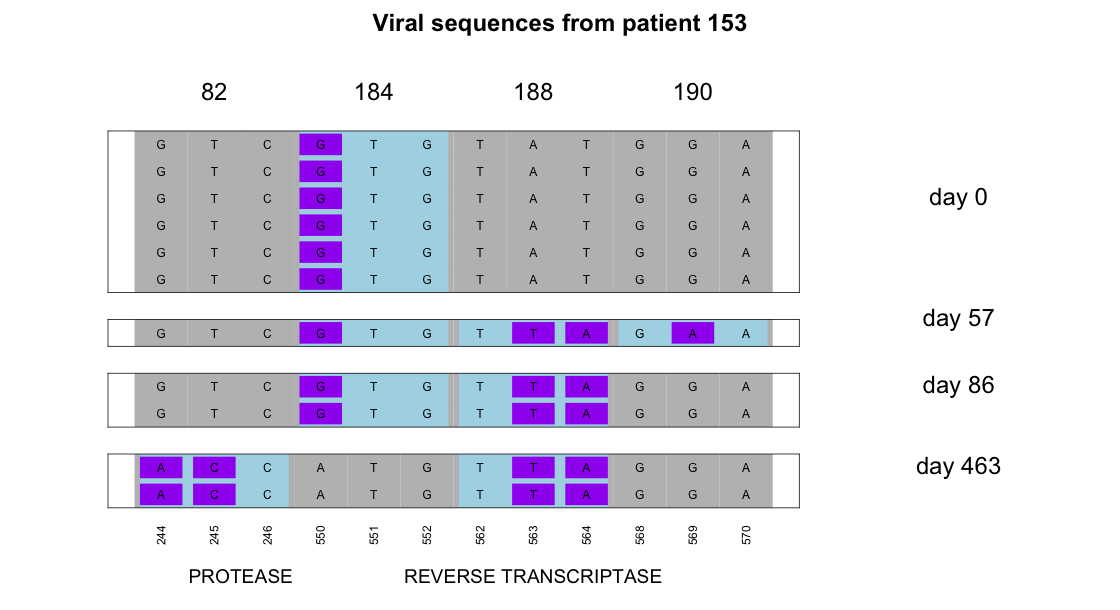 Viral sequences from patient 153
82 184 188 190
G T C G T G T A T G G A
G T C G T G T A T G G A
G T C G T G T A T G G A
day 0
G T C G T G T A T G G A
G T C G T G T A T G G A
G T C G T G T A T G G A
day 57
G T C G T G T T A G A A
G T C G T G T T A G G A
day 86
G T C G T G T T A G G A
A C C A T G T T A G G A
day 463
A C C A T G T T A G G A
244 245 246 550 551 552 562 563 564 568 569 570
PROTEASE REVERSE TRANSCRIPTASE